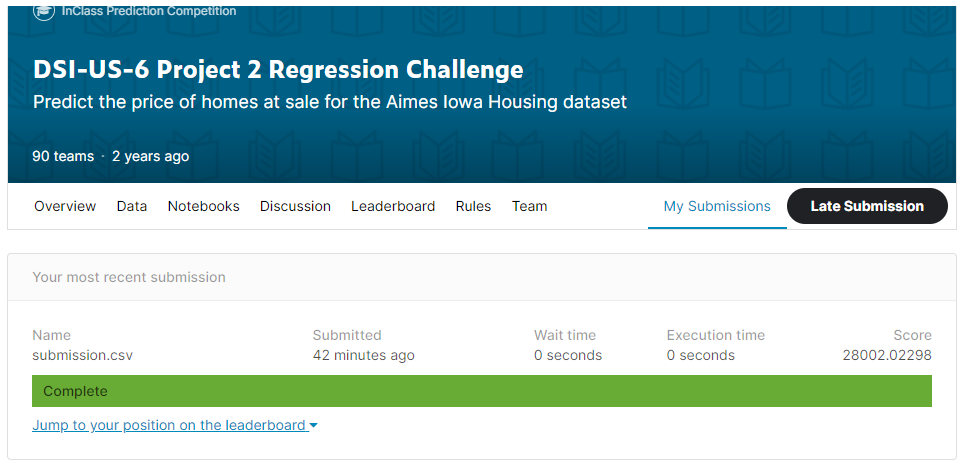 InClass Prediction Competition
DSI-US-6 Project 2 Regression Challenge
Predict the price of homes at sale for the Aimes Iowa Housing dataset
90 teams · 2 years ago
Overview Data Notebooks Discussion Leaderboard Rules Team My Submissions Late Submission
Your most recent submission
Name Submitted Wait time Execution time Score
submission.csv 42 minutes ago 0 seconds 0 seconds 28002.02298
Complete
Jump to your position on the leaderboard